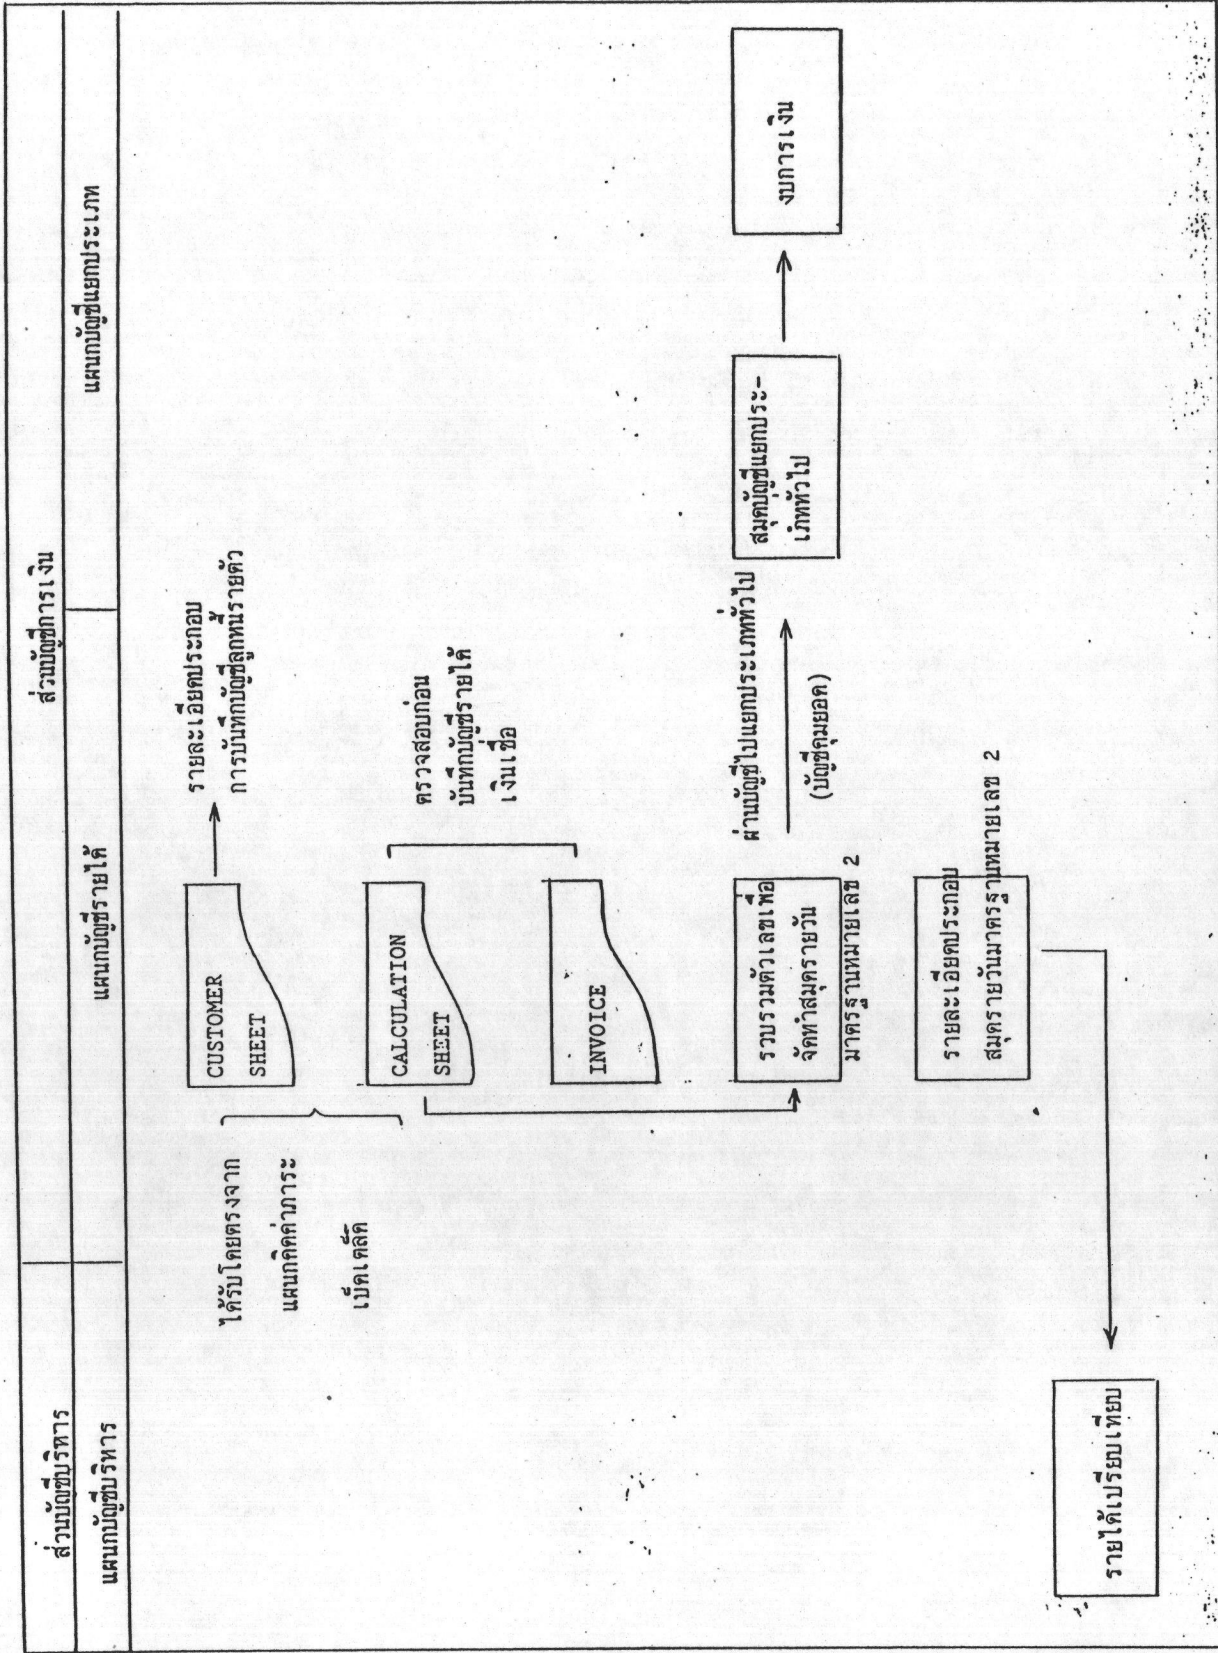 ส่วนบัญชีบริหาร
ส่วนบัญชีการเงิน
แผนกบัญชีบริหาร
แผนกบัญชีรายได้
แผนกบัญชีแยกประเภท
ได้รับโดยตรงจาก
แผนกคิดค่าภาระ
เบ็ดเตล็ด
CUSTOMER
SHEET
รายละเอียดประกอบ
การบันทึกบัญชีลูกหนี้รายตัว
CALCULATION
SHEET
INVOICE
ตรวจสอบก่อน
บันทึกบัญชีรายได้
เงินเชื่อ
รวบรวมตัวเลขเพื่อ
จัดทำสมุดรายวัน
มาตรฐานหมายเลข 2
ผ่านบัญชีไปแยกประเภททั่วไป
(บัญชีคุมยอด)
สมุดบัญชีแยกประ-
เภททั่วไป
งบการเงิน
รายละเอียดประกอบ
สมุดรายวันมาตรฐานหมายเลข 2
รายได้เปรียบเทียบ